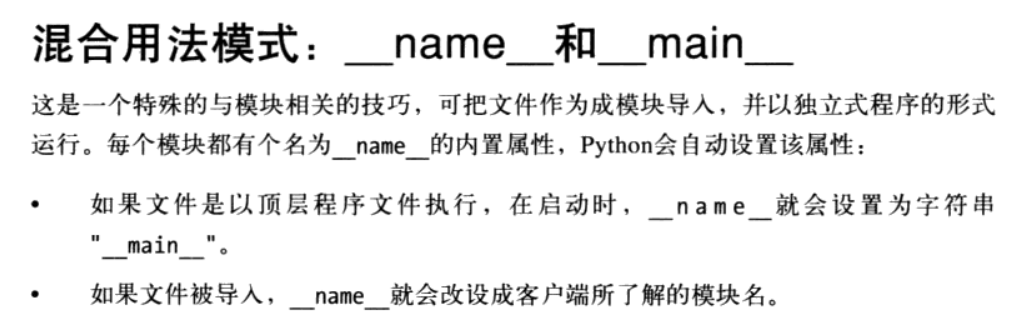 混合用法模式：__name__和__main__
这是一个特殊的与模块相关的技巧，可把文件作为成模块导入，并以独立式程序的形式
运行。每个模块都有个名为__name__的内置属性，Python会自动设置该属性：
• 如果文件是以顶层程序文件执行，在启动时，__name__就会设置为字符串
"__main__"。
• 如果文件被导入，__name__就会改设成客户端所了解的模块名。